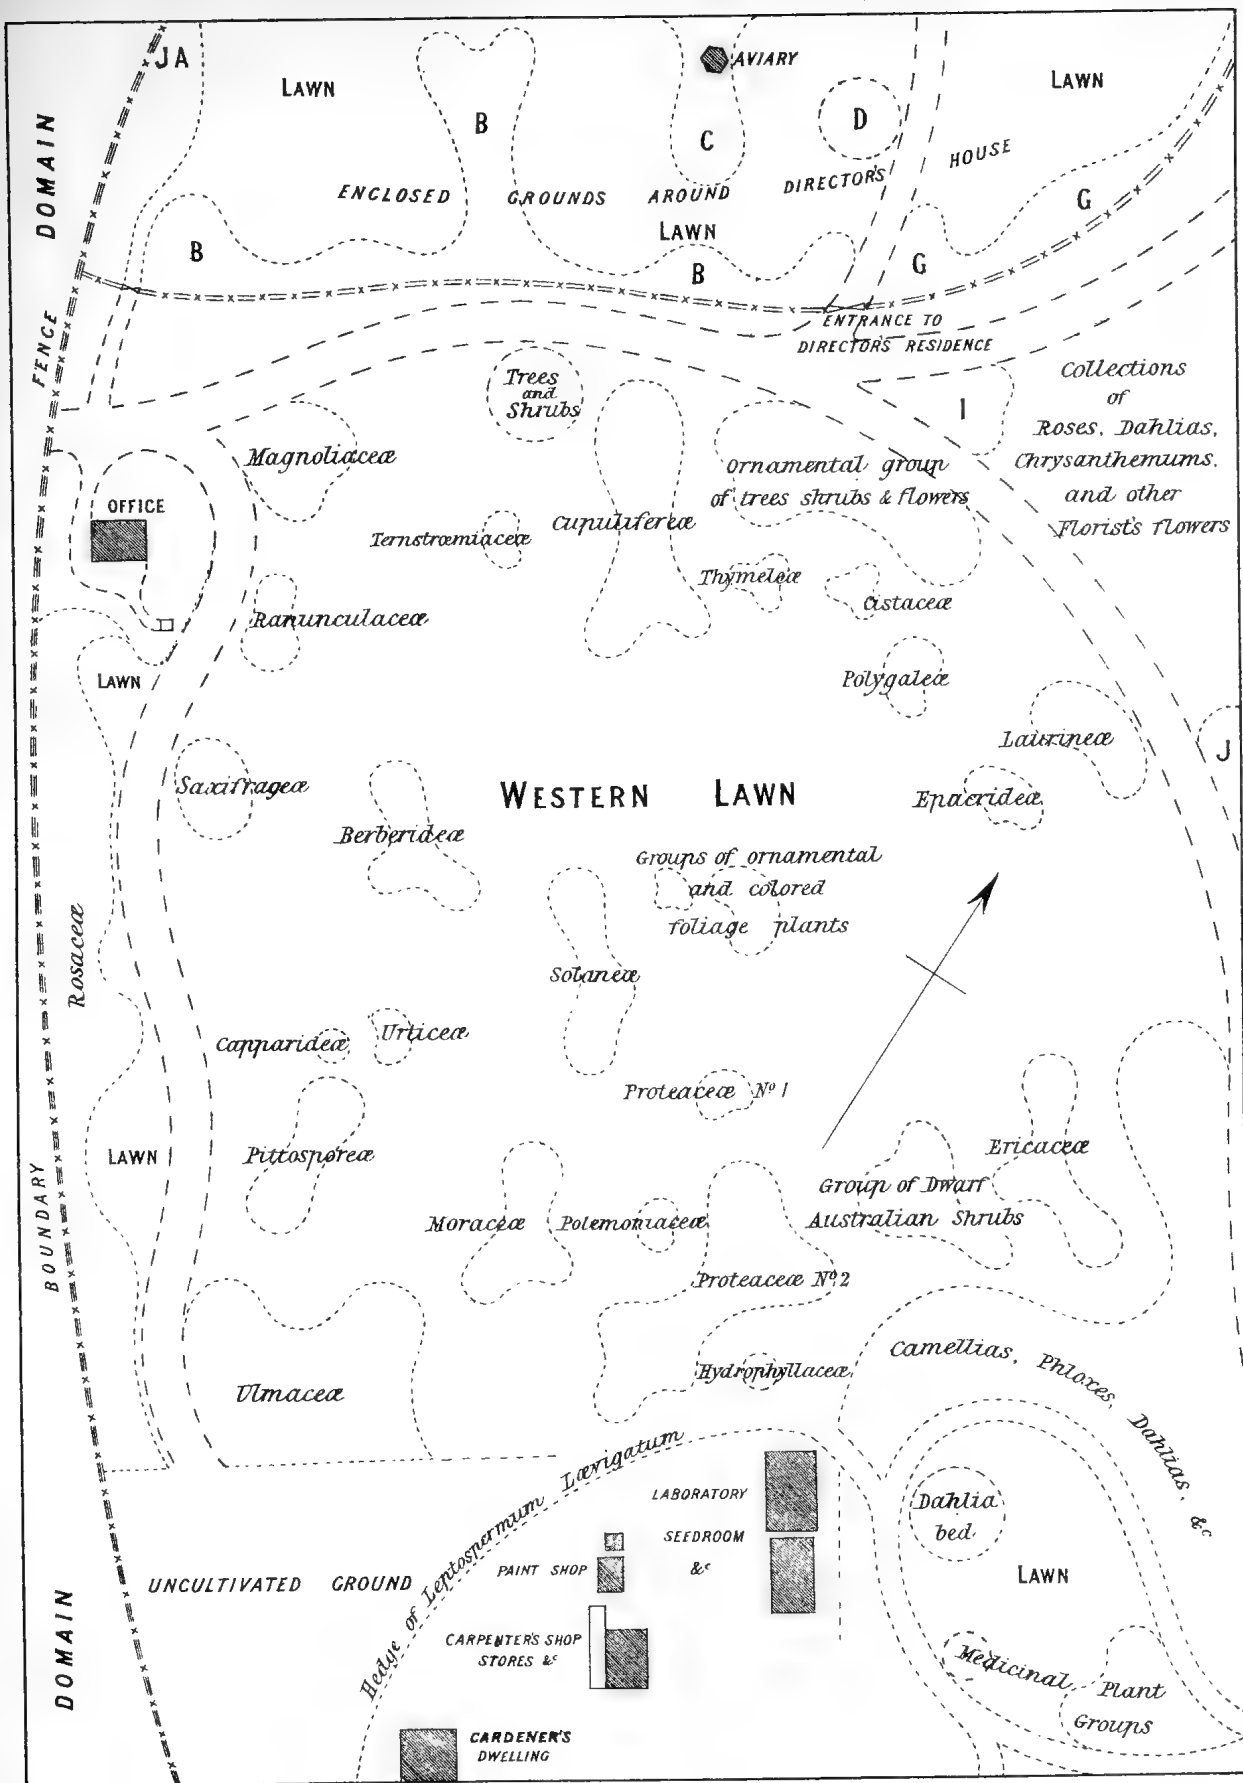 JA
LAWN
AVIARY
LAWN
B
C
D
HOUSE
DOMAIN
ENCLOSED GROUNDS AROUND DIRECTOR'S
G
LAWN
B
B
G
ENTRANCE TO
DIRECTOR'S RESIDENCE
FENCE
Trees
and
Shrubs
Collections
of
Roses, Dahlias,
Chrysanthemums,
and other
Florist's flowers
I
Magnoliaceæ
Ornamental group
of trees shrubs & flowers
OFFICE
Ternstrœmiaceæ
Cupulifereæ
Thymeleæ
Cistaceæ
Ranunculaceæ
LAWN
Polygaleæ
Laurineæ
J
Saxifrageæ
WESTERN LAWN
Epacrideæ
Berberideæ
Groups of ornamental
and colored
foliage plants
Rosaceæ
Solaneæ
Capparideæ
Urticeæ
Proteaceæ No 1
LAWN
Pittosporeæ
Ericaceæ
Group of Dwarf
Australian Shrubs
BOUNDARY
Moraceæ
Polemoniaceæ
Proteaceæ No 2
Ulmaceæ
Hydrophyllaceæ
Camellias, Phloxes, Dahlias, &c
Hedge of Leptospermum Lævigatum
LABORATORY
Dahlia
bed
SEEDROOM
&c
PAINT SHOP
LAWN
UNCULTIVATED GROUND
DOMAIN
CARPENTER'S SHOP
STORES &c
Medicinal Plant
Groups
CARDENER'S
DWELLING